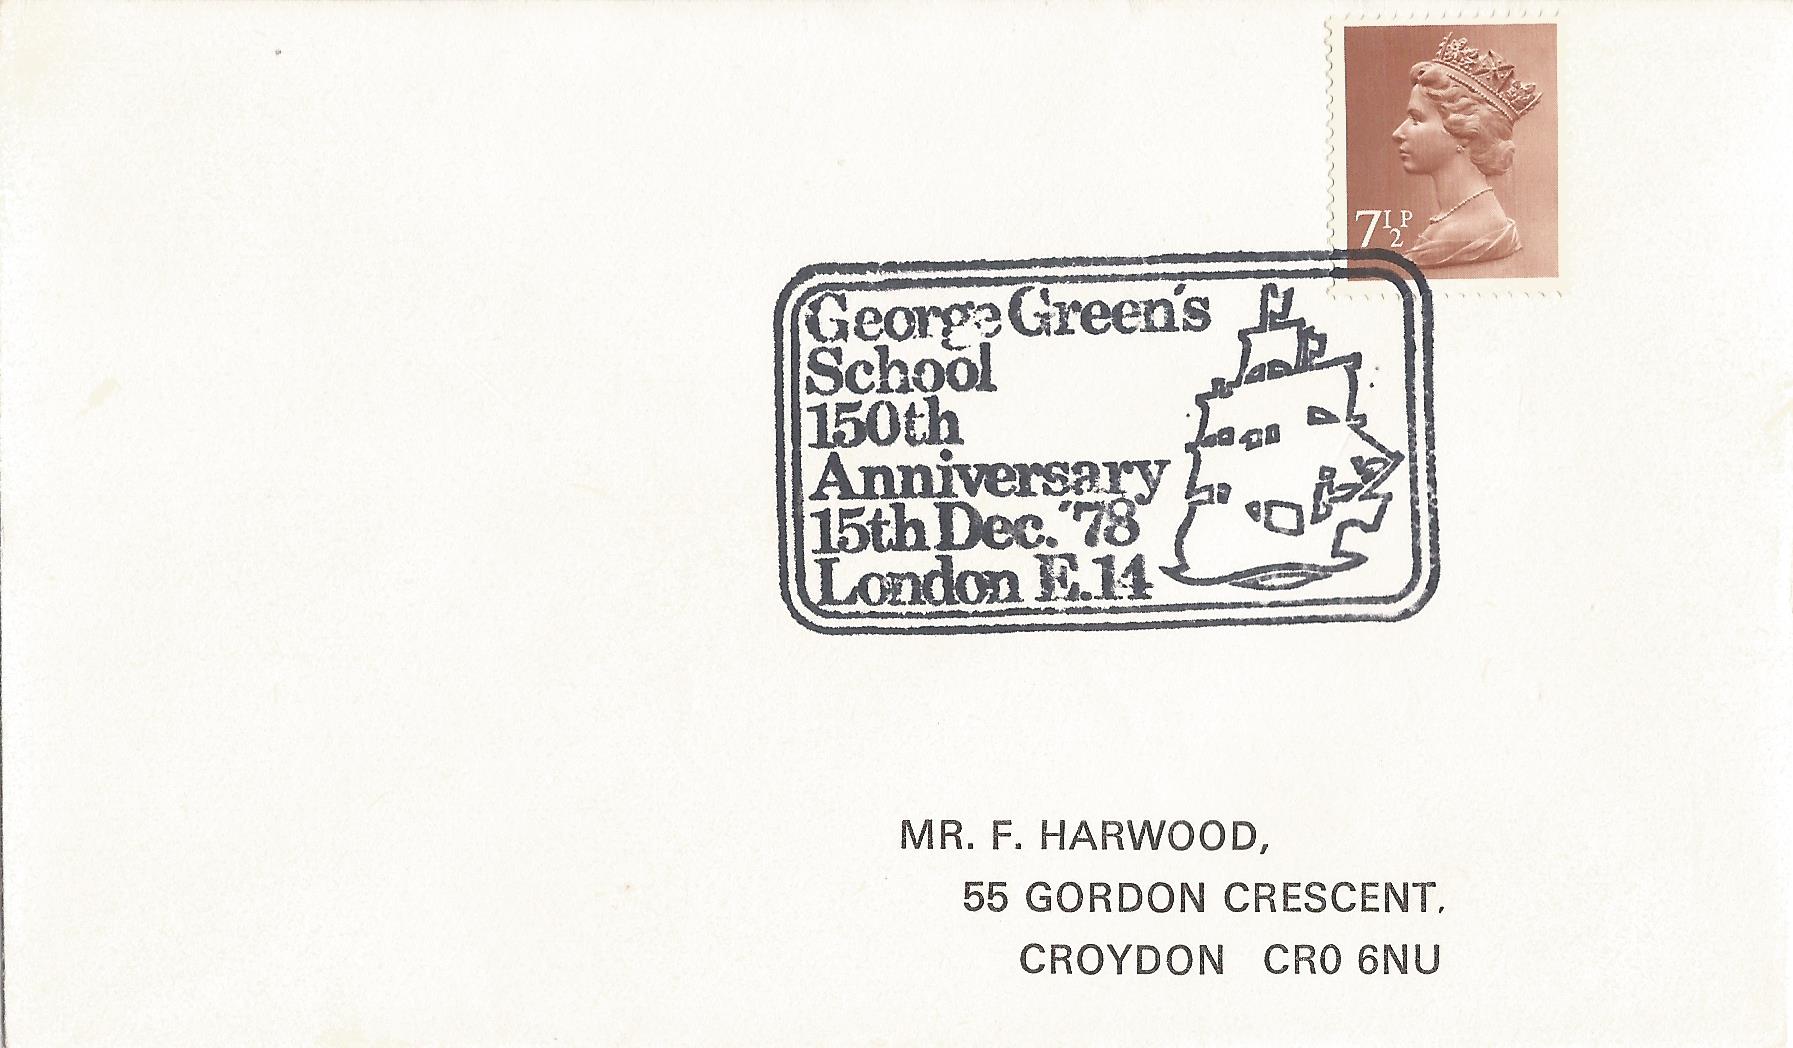 7½P
George Green's
School
150th
Anniversary
15th Dec. '78
London E.14
MR. F. HARWOOD,
55 GORDON CRESCENT,
CROYDON CR0 6NU